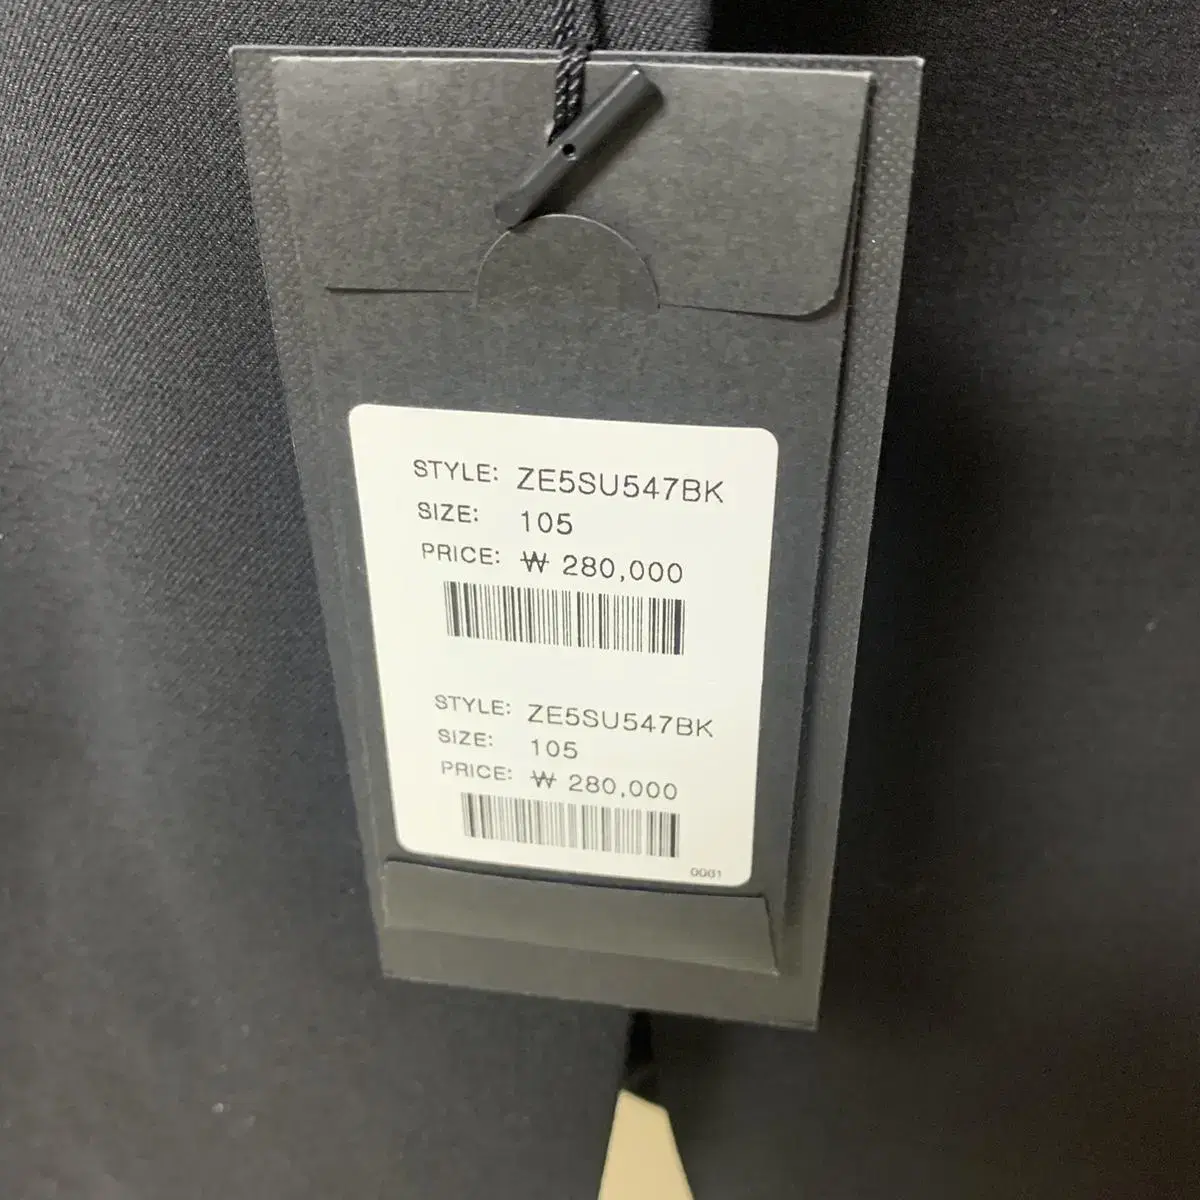 STYLE: ZE5SU547BK
SIZE: 105
PRICE: ₩ 280,000
STYLE: ZE5SU547BK
SIZE: 105
PRICE: ₩ 280,000
0001